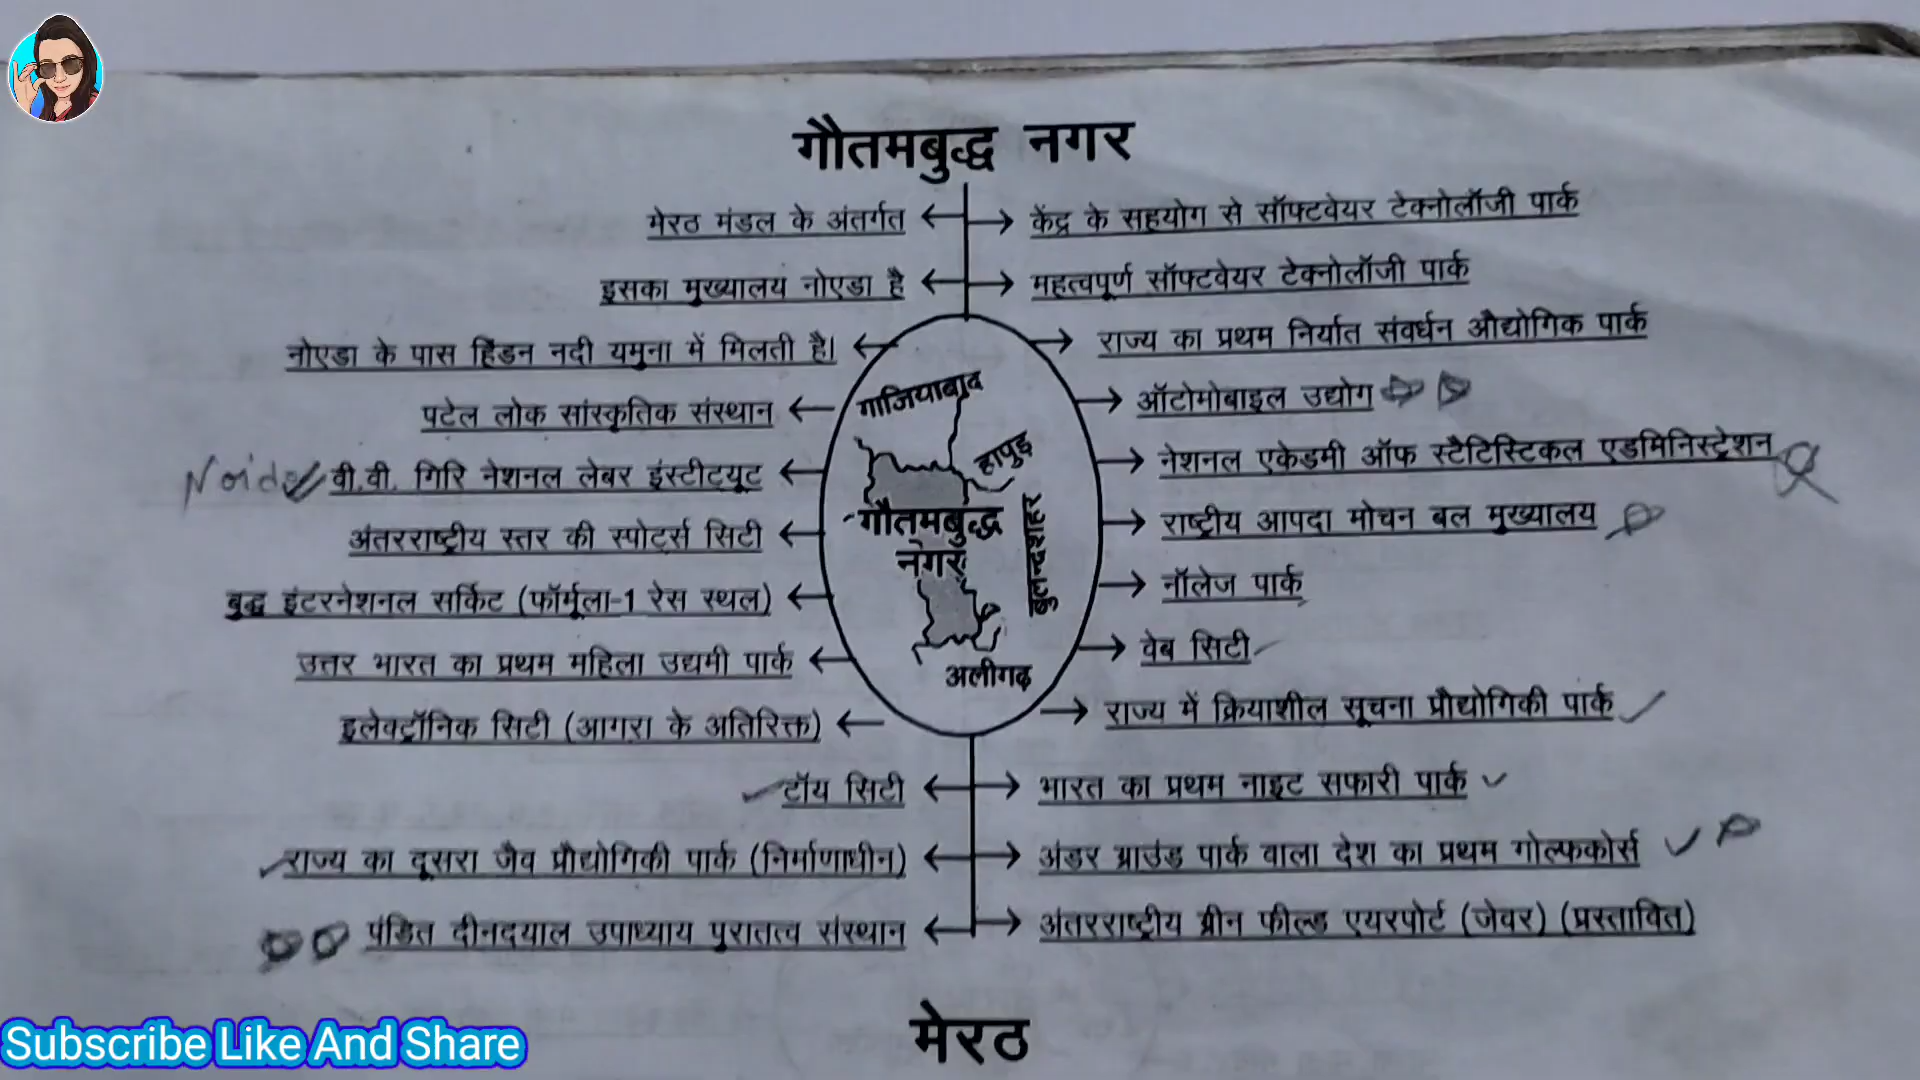 गौतमबुद्ध नगर
मेरठ मंडल के अंतर्गत
केंद्र के सहयोग से सॉफ्टवेयर टेक्नोलॉजी पार्क
इसका मुख्यालय नोएडा है
महत्वपूर्ण सॉफ्टवेयर टेक्नोलॉजी पार्क
नोएडा के पास हिंडन नदी यमुना में मिलती है।
राज्य का प्रथम निर्यात संवर्धन औद्योगिक पार्क
गाजियाबाद
पटेल लोक सांस्कृतिक संस्थान
ऑटोमोबाइल उद्योग
हापुड़
Noida वी.वी. गिरि नेशनल लेबर इंस्टीट्यूट
नेशनल एकेडमी ऑफ स्टैटिस्टिकल एडमिनिस्ट्रेशन
गौतमबुद्ध
नगर
बुलन्दशहर
अंतरराष्ट्रीय स्तर की स्पोर्ट्स सिटी
राष्ट्रीय आपदा मोचन बल मुख्यालय
बुद्ध इंटरनेशनल सर्किट (फॉर्मूला-1 रेस स्थल)
नॉलेज पार्क
उत्तर भारत का प्रथम महिला उद्यमी पार्क
वेब सिटी
अलीगढ़
इलेक्ट्रॉनिक सिटी (आगरा के अतिरिक्त)
राज्य में क्रियाशील सूचना प्रौद्योगिकी पार्क
टॉय सिटी
भारत का प्रथम नाइट सफारी पार्क
राज्य का दूसरा जैव प्रौद्योगिकी पार्क (निर्माणाधीन)
अंडर ग्राउंड पार्क वाला देश का प्रथम गोल्फकोर्स
पंडित दीनदयाल उपाध्याय पुरातत्व संस्थान
अंतरराष्ट्रीय ग्रीन फील्ड एयरपोर्ट (जेवर) (प्रस्तावित)
मेरठ
Subscribe Like And Share